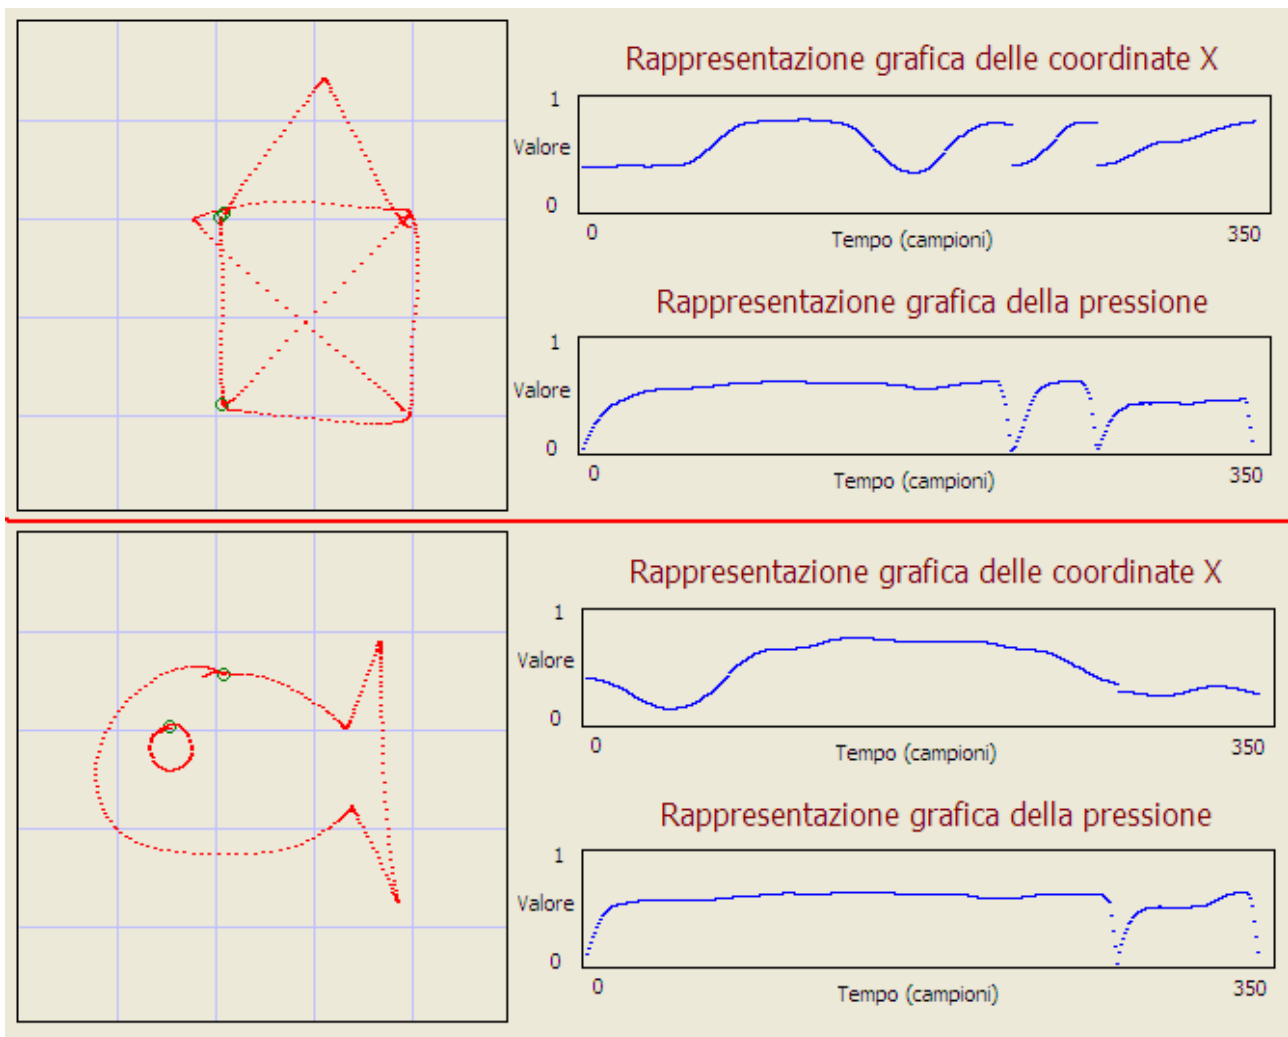 Rappresentazione grafica delle coordinate X
1
Valore
0
0
Tempo (campioni)
350
Rappresentazione grafica della pressione
1
Valore
0
0
Tempo (campioni)
350
Rappresentazione grafica delle coordinate X
1
Valore
0
0
Tempo (campioni)
350
Rappresentazione grafica della pressione
1
Valore
0
0
Tempo (campioni)
350